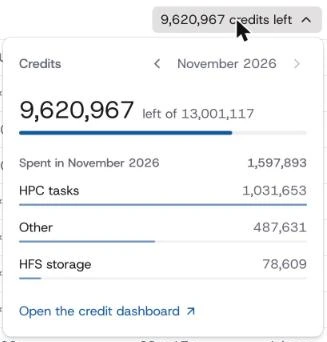 9,620,967 credits left
Credits
November 2026
9,620,967 left of 13,001,117
Spent in November 2026 1,597,893
HPC tasks 1,031,653
Other 487,631
HFS storage 78,609
Open the credit dashboard